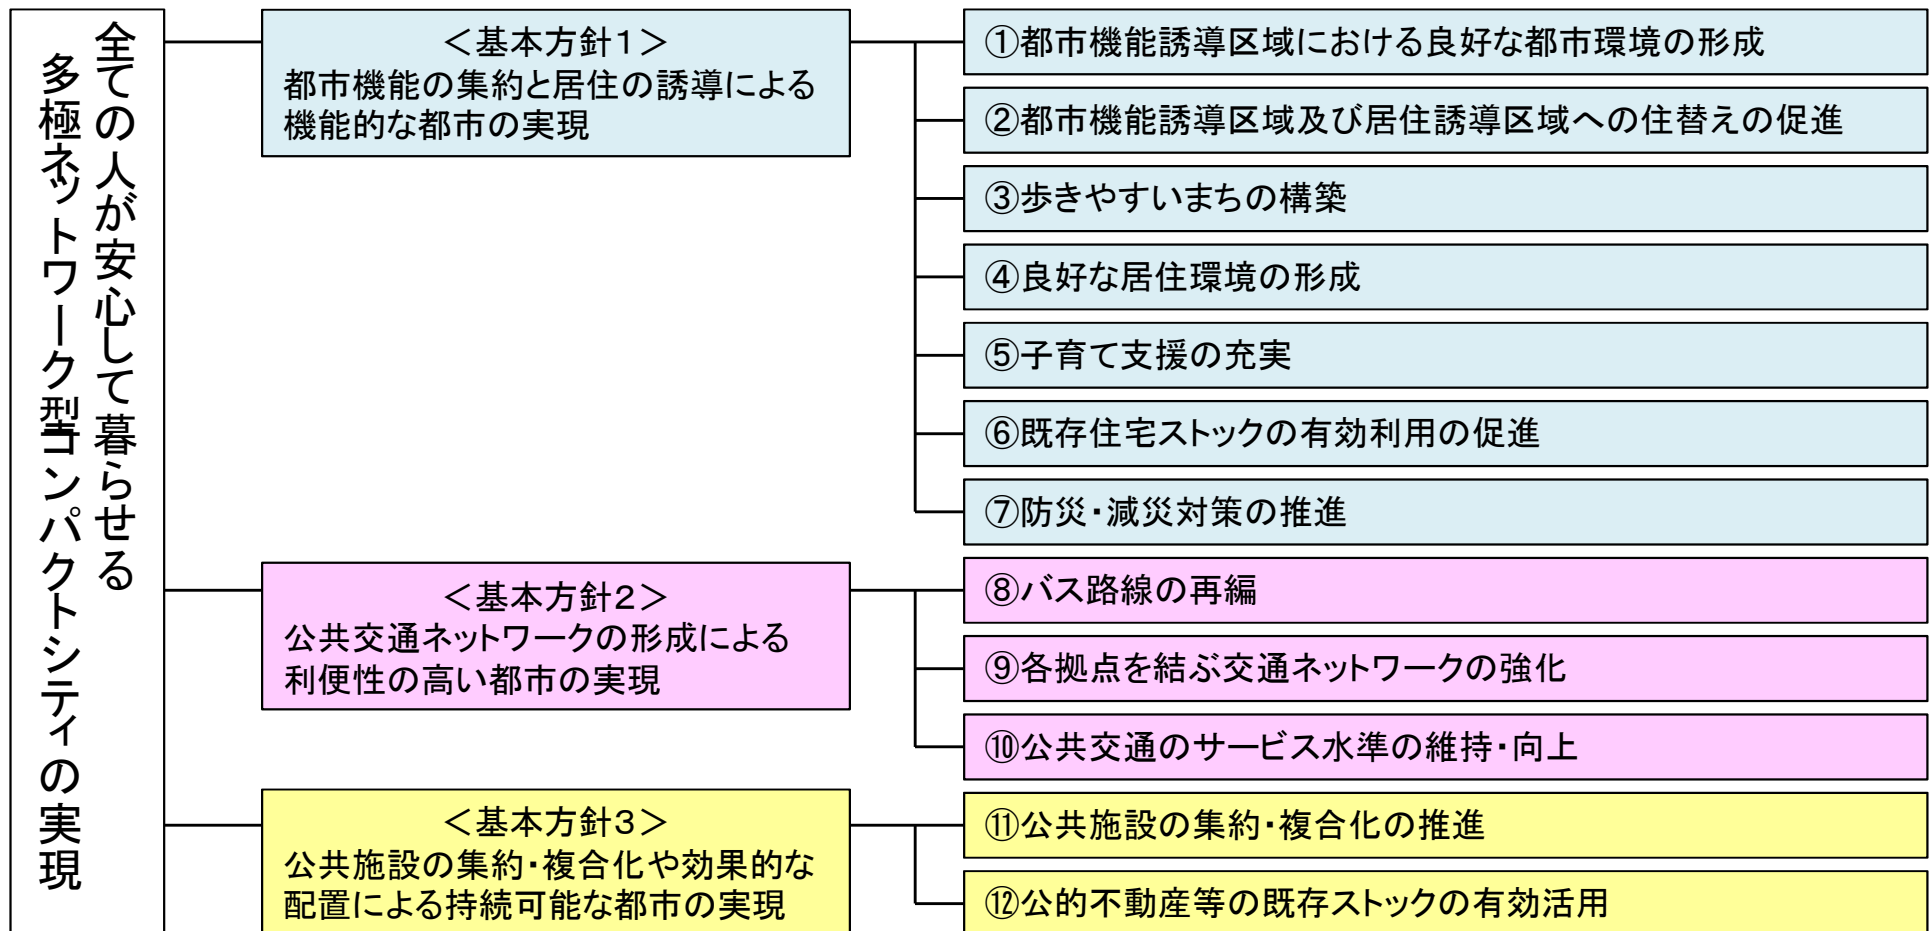 全ての人が安心して暮らせる
多極ネットワーク型コンパクトシティの実現
＜基本方針１＞
都市機能の集約と居住の誘導による
機能的な都市の実現
①都市機能誘導区域における良好な都市環境の形成
②都市機能誘導区域及び居住誘導区域への住替えの促進
③歩きやすいまちの構築
④良好な居住環境の形成
⑤子育て支援の充実
⑥既存住宅ストックの有効利用の促進
⑦防災・減災対策の推進
＜基本方針２＞
公共交通ネットワークの形成による
利便性の高い都市の実現
⑧バス路線の再編
⑨各拠点を結ぶ交通ネットワークの強化
⑩公共交通のサービス水準の維持・向上
＜基本方針３＞
公共施設の集約・複合化や効果的な
配置による持続可能な都市の実現
⑪公共施設の集約・複合化の推進
⑫公的不動産等の既存ストックの有効活用